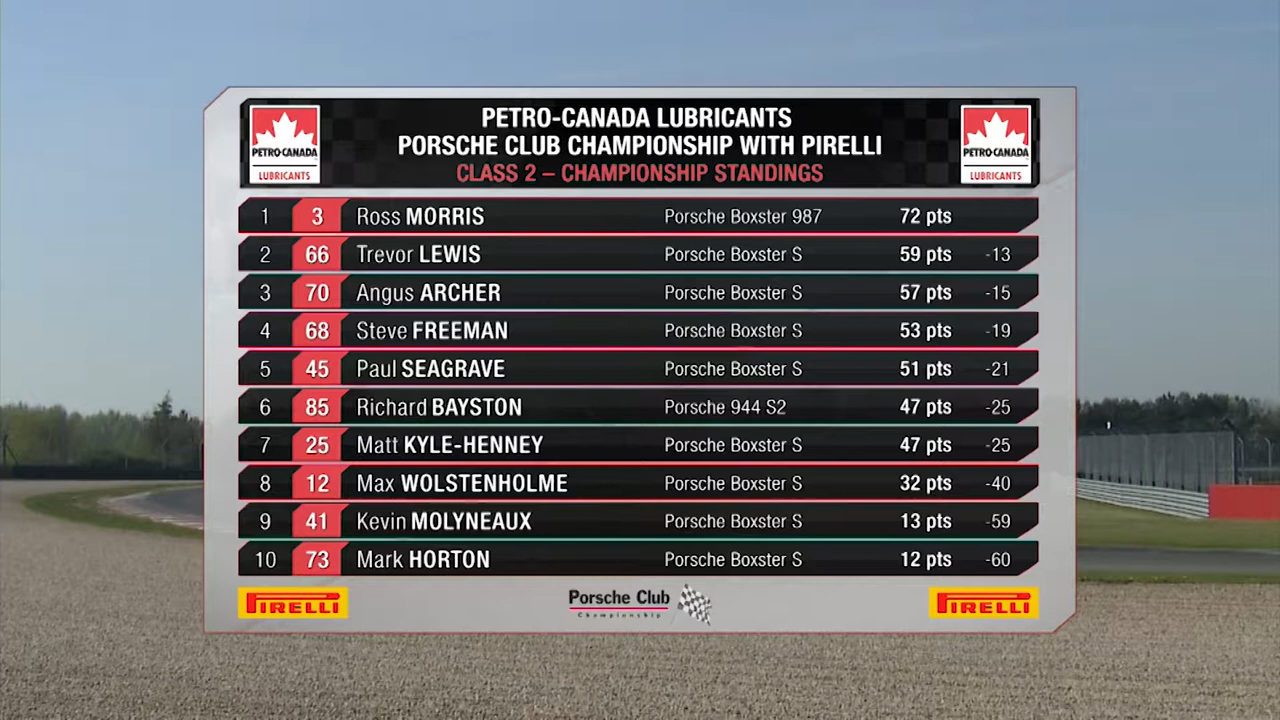 PETRO-CANADA LUBRICANTS
PORSCHE CLUB CHAMPIONSHIP WITH PIRELLI
CLASS 2 – CHAMPIONSHIP STANDINGS
PETRO-CANADA
LUBRICANTS
PETRO-CANADA
LUBRICANTS
1 3 Ross MORRIS Porsche Boxster 987 72 pts
2 66 Trevor LEWIS Porsche Boxster S 59 pts -13
3 70 Angus ARCHER Porsche Boxster S 57 pts -15
4 68 Steve FREEMAN Porsche Boxster S 53 pts -19
5 45 Paul SEAGRAVE Porsche Boxster S 51 pts -21
6 85 Richard BAYSTON Porsche 944 S2 47 pts -25
7 25 Matt KYLE-HENNEY Porsche Boxster S 47 pts -25
8 12 Max WOLSTENHOLME Porsche Boxster S 32 pts -40
9 41 Kevin MOLYNEAUX Porsche Boxster S 13 pts -59
10 73 Mark HORTON Porsche Boxster S 12 pts -60
PIRELLI
Porsche Club
Championship
PIRELLI